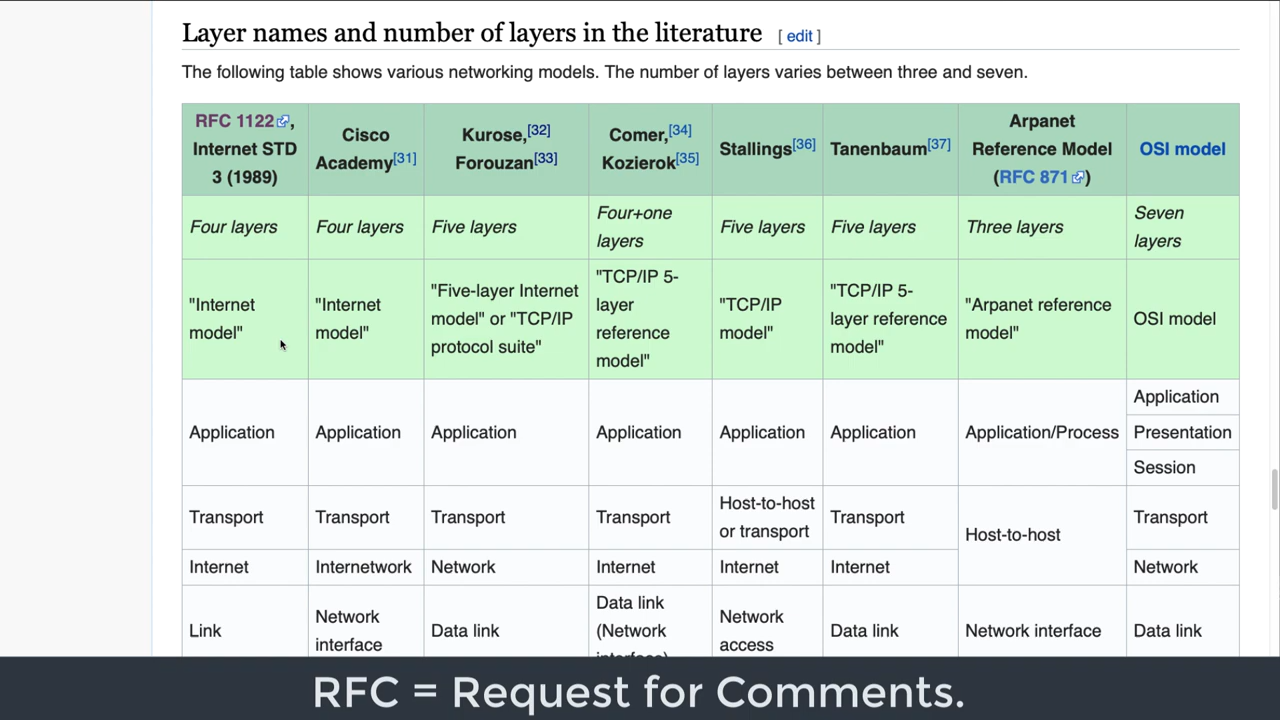 Layer names and number of layers in the literature [ edit ]
The following table shows various networking models. The number of layers varies between three and seven.
RFC 1122,
Internet STD
3 (1989)
Cisco
Academy[31]
Kurose,[32]
Forouzan[33]
Comer,[34]
Kozierok[35]
Stallings[36]
Tanenbaum[37]
Arpanet
Reference Model
(RFC 871)
OSI model
Four layers
Four layers
Five layers
Four+one
layers
Five layers
Five layers
Three layers
Seven
layers
"Internet
model"
"Internet
model"
"Five-layer Internet
model" or "TCP/IP
protocol suite"
"TCP/IP 5-
layer
reference
model"
"TCP/IP
model"
"TCP/IP 5-
layer reference
model"
"Arpanet reference
model"
OSI model
Application
Application
Application
Application
Application
Application
Application/Process
Application
Presentation
Session
Transport
Transport
Transport
Transport
Host-to-host
or transport
Transport
Host-to-host
Transport
Internet
Internetwork
Network
Internet
Internet
Internet
Network
Link
Network
interface
Data link
Data link
(Network
interface)
Network
access
Data link
Network interface
Data link
RFC = Request for Comments.